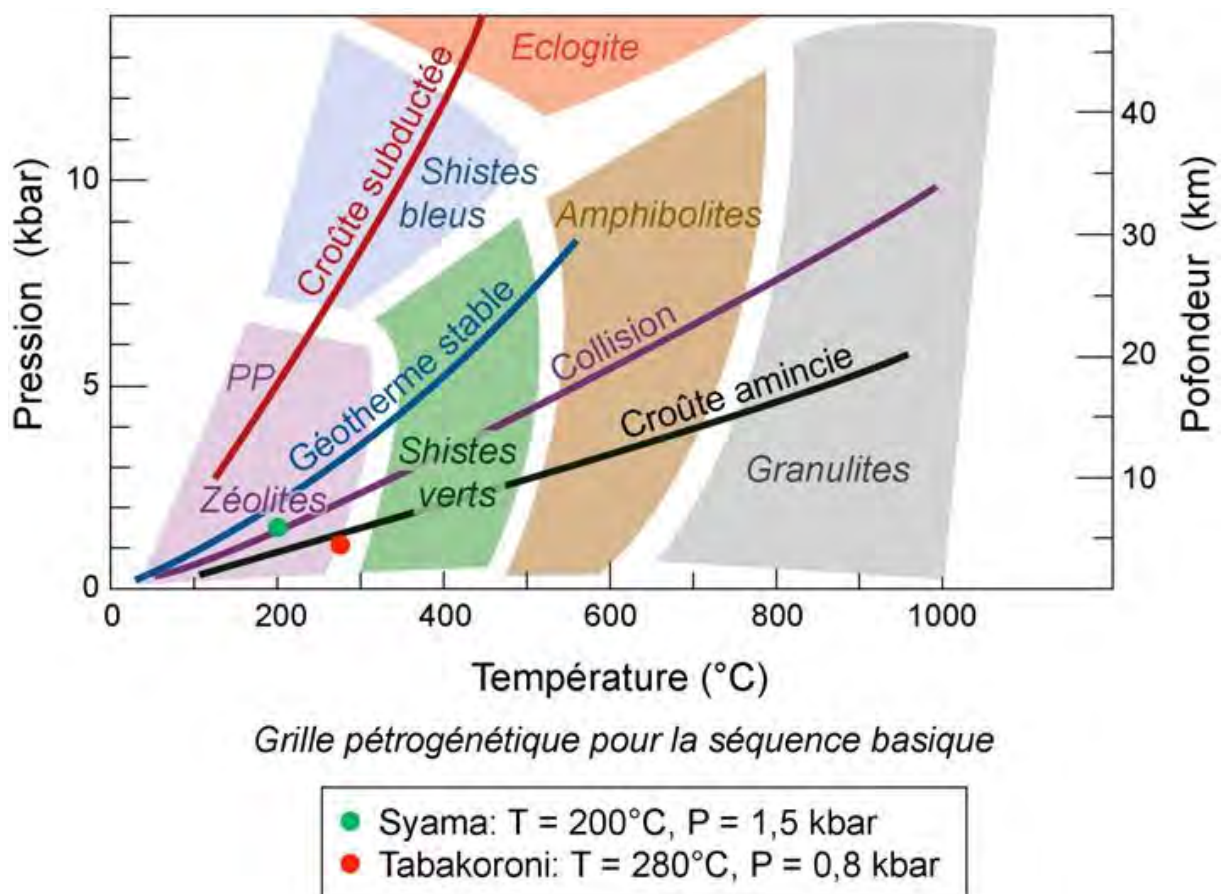 Eclogite
Croûte subductée
Shistes
bleus
Amphibolites
PP
Géotherme stable
Collision
Croûte amincie
Zéolites
Shistes
verts
Granulites
Pression (kbar)
10
5
0
Pofondeur (km)
40
30
20
10
0 200 400 600 800 1000
Température (°C)
Grille pétrogénétique pour la séquence basique
Syama: T = 200°C, P = 1,5 kbar
Tabakoroni: T = 280°C, P = 0,8 kbar